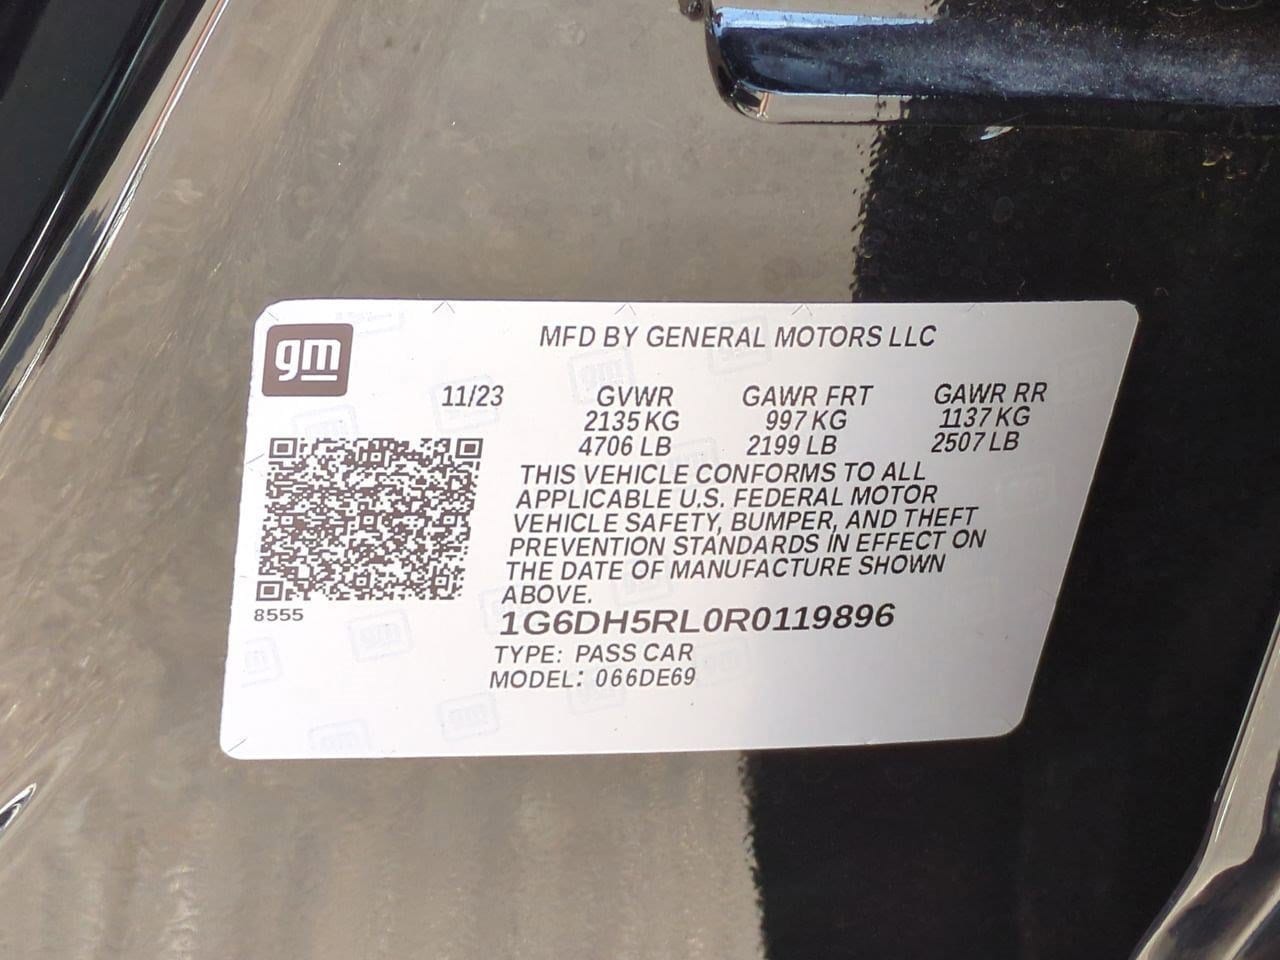 gm
MFD BY GENERAL MOTORS LLC
11/23 GVWR GAWR FRT GAWR RR
2135 KG 997 KG 1137 KG
4706 LB 2199 LB 2507 LB
THIS VEHICLE CONFORMS TO ALL
APPLICABLE U.S. FEDERAL MOTOR
VEHICLE SAFETY, BUMPER, AND THEFT
PREVENTION STANDARDS IN EFFECT ON
THE DATE OF MANUFACTURE SHOWN
ABOVE.
8555
1G6DH5RL0R0119896
TYPE: PASS CAR
MODEL: 066DE69